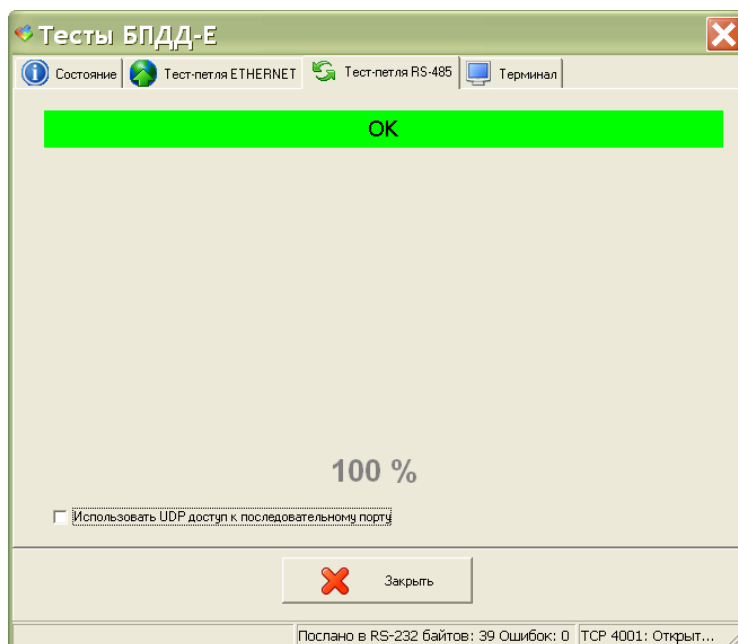 Тесты БПДД-Е
Состояние
Тест-петля ETHERNET
Тест-петля RS-485
Терминал
OK
100 %
Использовать UDP доступ к последовательному порту
Закрыть
Послано в RS-232 байтов: 39 Ошибок: 0
TCP 4001: Открыт...